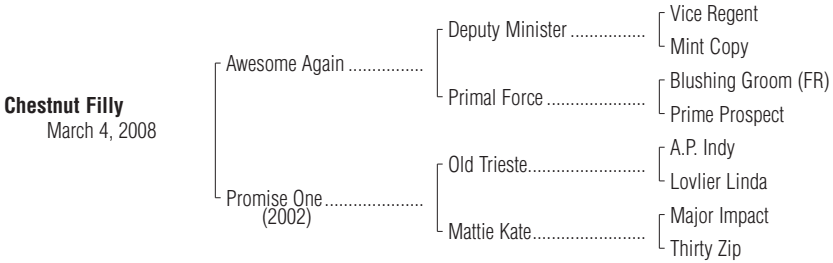 Vice Regent
Deputy Minister ................
Mint Copy
Awesome Again ................
Blushing Groom (FR)
Primal Force .....................
Prime Prospect
Chestnut Filly
March 4, 2008
A.P. Indy
Old Trieste.........................
Lovlier Linda
Promise One.....................
(2002)
Major Impact
Mattie Kate........................
Thirty Zip